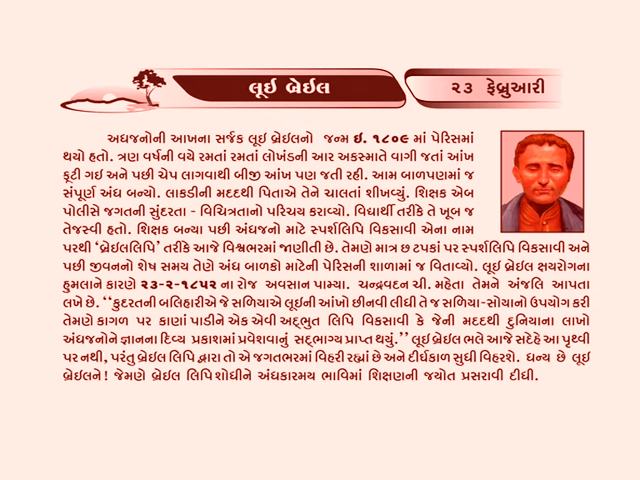 લૂઇ બ્રેઈલ
૨૩ ફેબ્રુઆરી
અધજનોની આખના સર્જક લૂઇ બ્રેઈલનો જન્મ ઇ. ૧૮૦૯ માં પેરિસમાં
થયો હતો. ત્રણ વર્ષની વયે રમતાં રમતાં લોખંડની આર અકસ્માતે વાગી જતાં આંખ
ફૂટી ગઇ અને પછી ચેપ લાગવાથી બીજી આંખ પણ જતી રહી. આમ બાળપણમાં જ
સંપૂર્ણ અંધ બન્યો. લાકડીની મદદથી પિતાએ તેને ચાલતાં શીખવ્યું. શિક્ષક એબ
પોલીસે જગતની સુંદરતા - વિચિત્રતાનો પરિચય કરાવ્યો. વિદ્યાર્થી તરીકે તે ખૂબ જ
તેજસ્વી હતો. શિક્ષક બન્યા પછી અંધજનો માટે સ્પર્શલિપિ વિકસાવી એના નામ
પરથી ‘બ્રેઈલલિપિ’ તરીકે આજે વિશ્વભરમાં જાણીતી છે. તેમણે માત્ર છ ટપકાં પર સ્પર્શલિપિ વિકસાવી અને
પછી જીવનનો શેષ સમય તેણે અંધ બાળકો માટેની પેરિસની શાળામાં જ વિતાવ્યો. લૂઇ બ્રેઈલ ક્ષયરોગના
હુમલાને કારણે ૨૩-૨-૧૮૫૨ ના રોજ અવસાન પામ્યા. ચન્દ્રવદન ચી. મહેતા તેમને અંજલિ આપતા
લખે છે. ‘‘કુદરતની બલિહારીએ જે સળિયાએ લૂઈની આંખો છીનવી લીધી તે જ સળિયા-સોયાનો ઉપયોગ કરી
તેમણે કાગળ પર કાણાં પાડીને એક એવી અદ્દભુત લિપિ વિકસાવી કે જેની મદદથી દુનિયાના લાખો
અંધજનોને જ્ઞાનના દિવ્ય પ્રકાશમાં પ્રવેશવાનું સદ્દભાગ્ય પ્રાપ્ત થયું.’’ લૂઈ બ્રેઈલ ભલે આજે સદેહે આ પૃથ્વી
પર નથી, પરંતુ બ્રેઈલ લિપિ દ્વારા તો એ જગતભરમાં વિહરી રહ્યાં છે અને દીર્ઘકાળ સુધી વિહરશે. ધન્ય છે લૂઈ
બ્રેઈલને! જેમણે બ્રેઈલ લિપિ શોધીને અંધકારમય ભાવિમાં શિક્ષણની જ્યોત પ્રસરાવી દીધી.